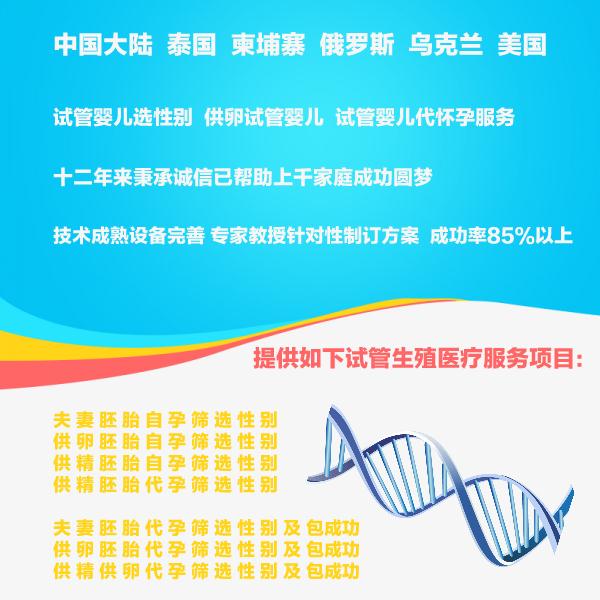 中国大陆 泰国 柬埔寨 俄罗斯 乌克兰 美国
试管婴儿选性别 供卵试管婴儿 试管婴儿代怀孕服务
十二年来秉承诚信已帮助上千家庭成功圆梦
技术成熟设备完善 专家教授针对性制订方案 成功率85%以上
提供如下试管生殖医疗服务项目:
夫妻胚胎自孕筛选性别
供卵胚胎自孕筛选性别
供精胚胎自孕筛选性别
供精胚胎代孕筛选性别
夫妻胚胎代孕筛选性别及包成功
供卵胚胎代孕筛选性别及包成功
供精供卵代孕筛选性别及包成功